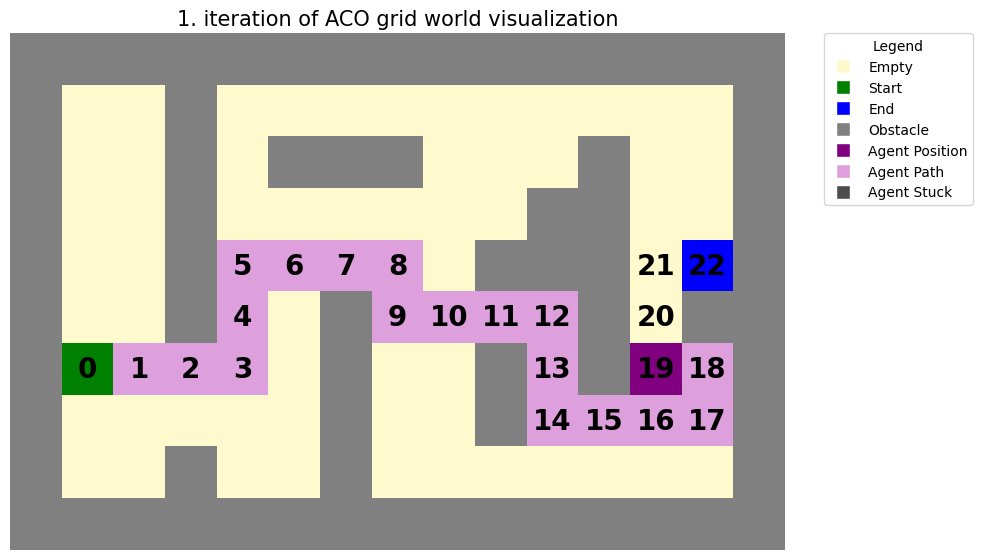 1. iteration of ACO grid world visualization
Legend
Empty
Start
End
Obstacle
Agent Position
Agent Path
Agent Stuck
5 6 7 8 21 22
4 9 10 11 12 20
0 1 2 3 13 19 18
14 15 16 17